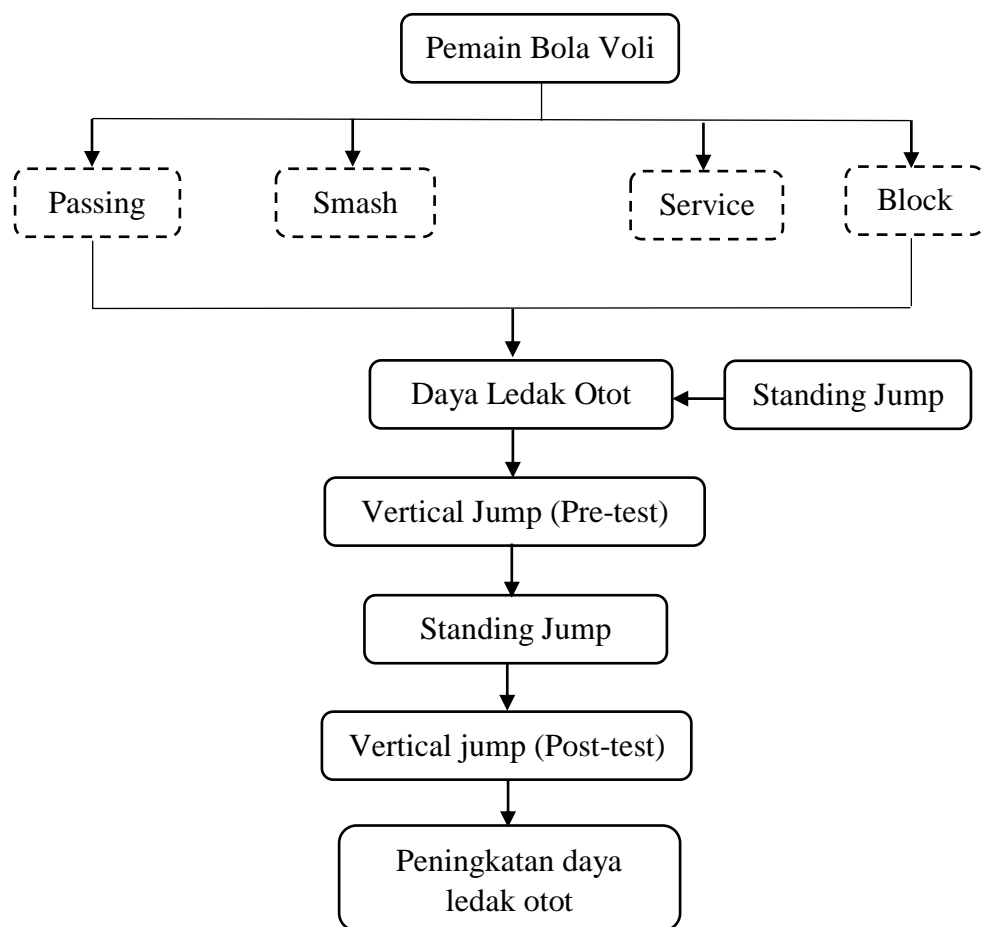 Pemain Bola Voli
Passing
Smash
Service
Block
Daya Ledak Otot
Standing Jump
Vertical Jump (Pre-test)
Standing Jump
Vertical jump (Post-test)
Peningkatan daya
ledak otot